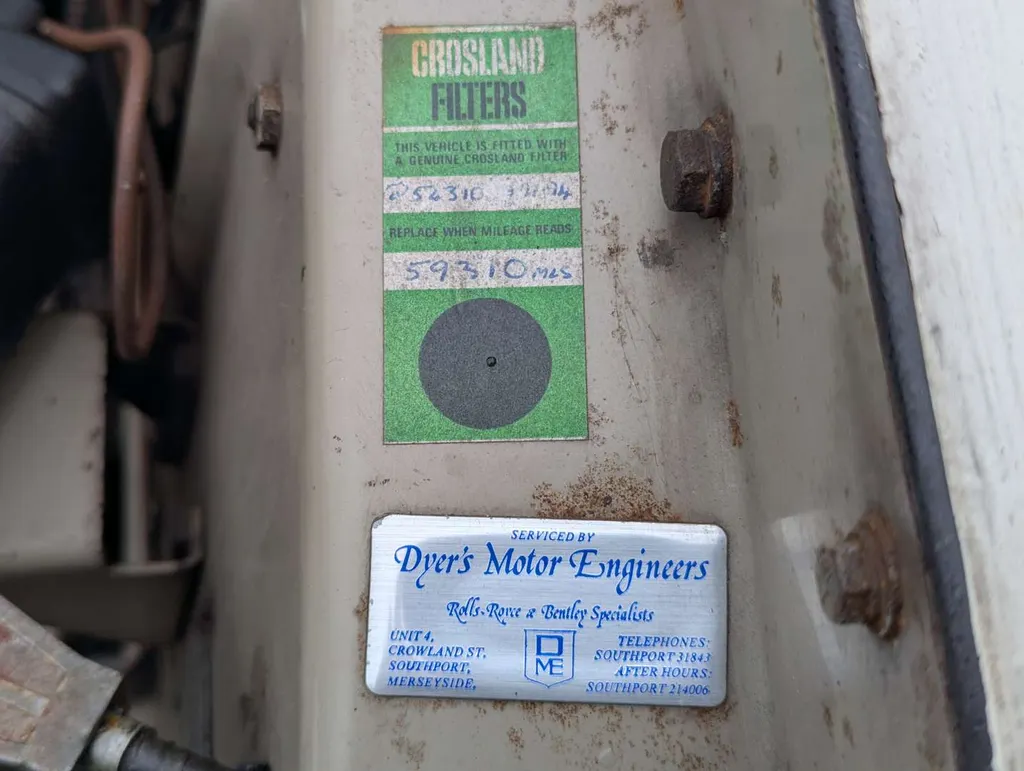 CROSLAND
FILTERS
THIS VEHICLE IS FITTED WITH
A GENUINE CROSLAND FILTER
52310
REPLACE WHEN MILEAGE READS
59310 MLS
SERVICED BY
Dyer's Motor Engineers
Rolls-Royce & Bentley Specialists
UNIT 4,
CROWLAND ST,
SOUTHPORT,
MERSEYSIDE,
D
ME
TELEPHONES:
SOUTHPORT 31843
AFTER HOURS:
SOUTHPORT 214006